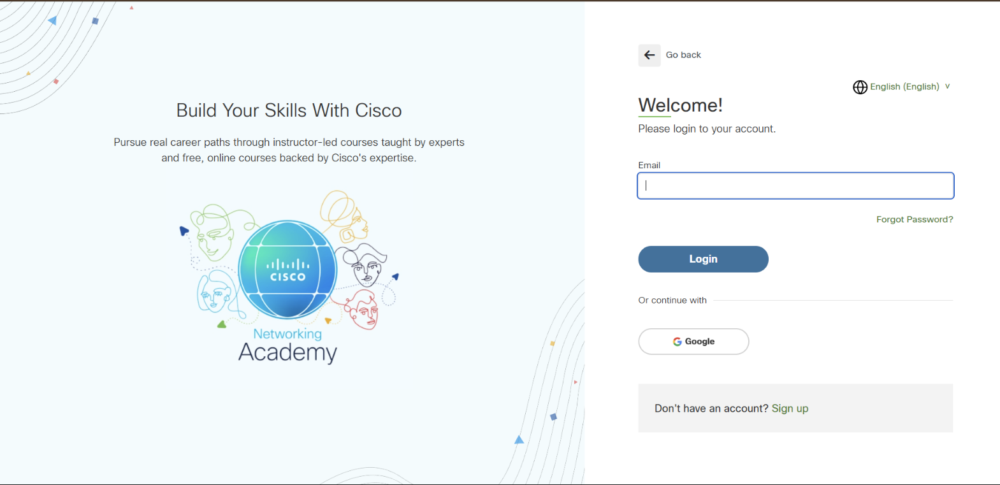 Build Your Skills With Cisco
Pursue real career paths through instructor-led courses taught by experts
and free, online courses backed by Cisco's expertise.
CISCO
Networking
Academy
Go back
English (English) v
Welcome!
Please login to your account.
Email
Forgot Password?
Login
Or continue with
Google
Don't have an account? Sign up